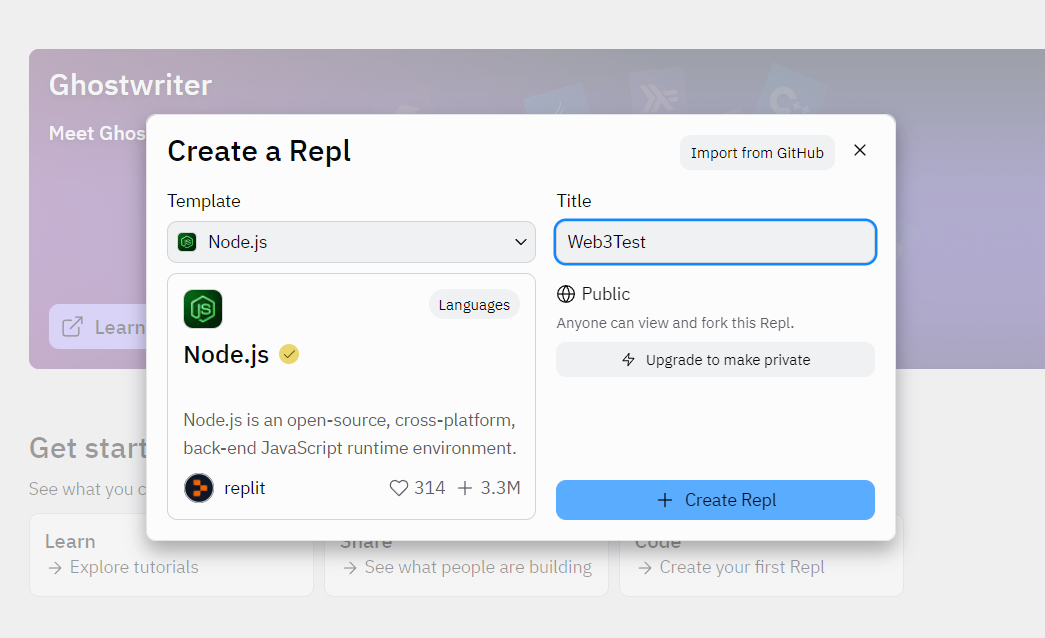 Ghostwriter
Meet Ghos
Create a Repl
Import from GitHub
Template
Title
Node.js
Web3Test
JS
Languages
Public
Anyone can view and fork this Repl.
Node.js
Upgrade to make private
Learn
Node.js is an open-source, cross-platform,
back-end JavaScript runtime environment.
Get start
See what you c
replit
314
3.3M
Create Repl
Learn
Share
Code
Explore tutorials
See what people are building
Create your first Repl